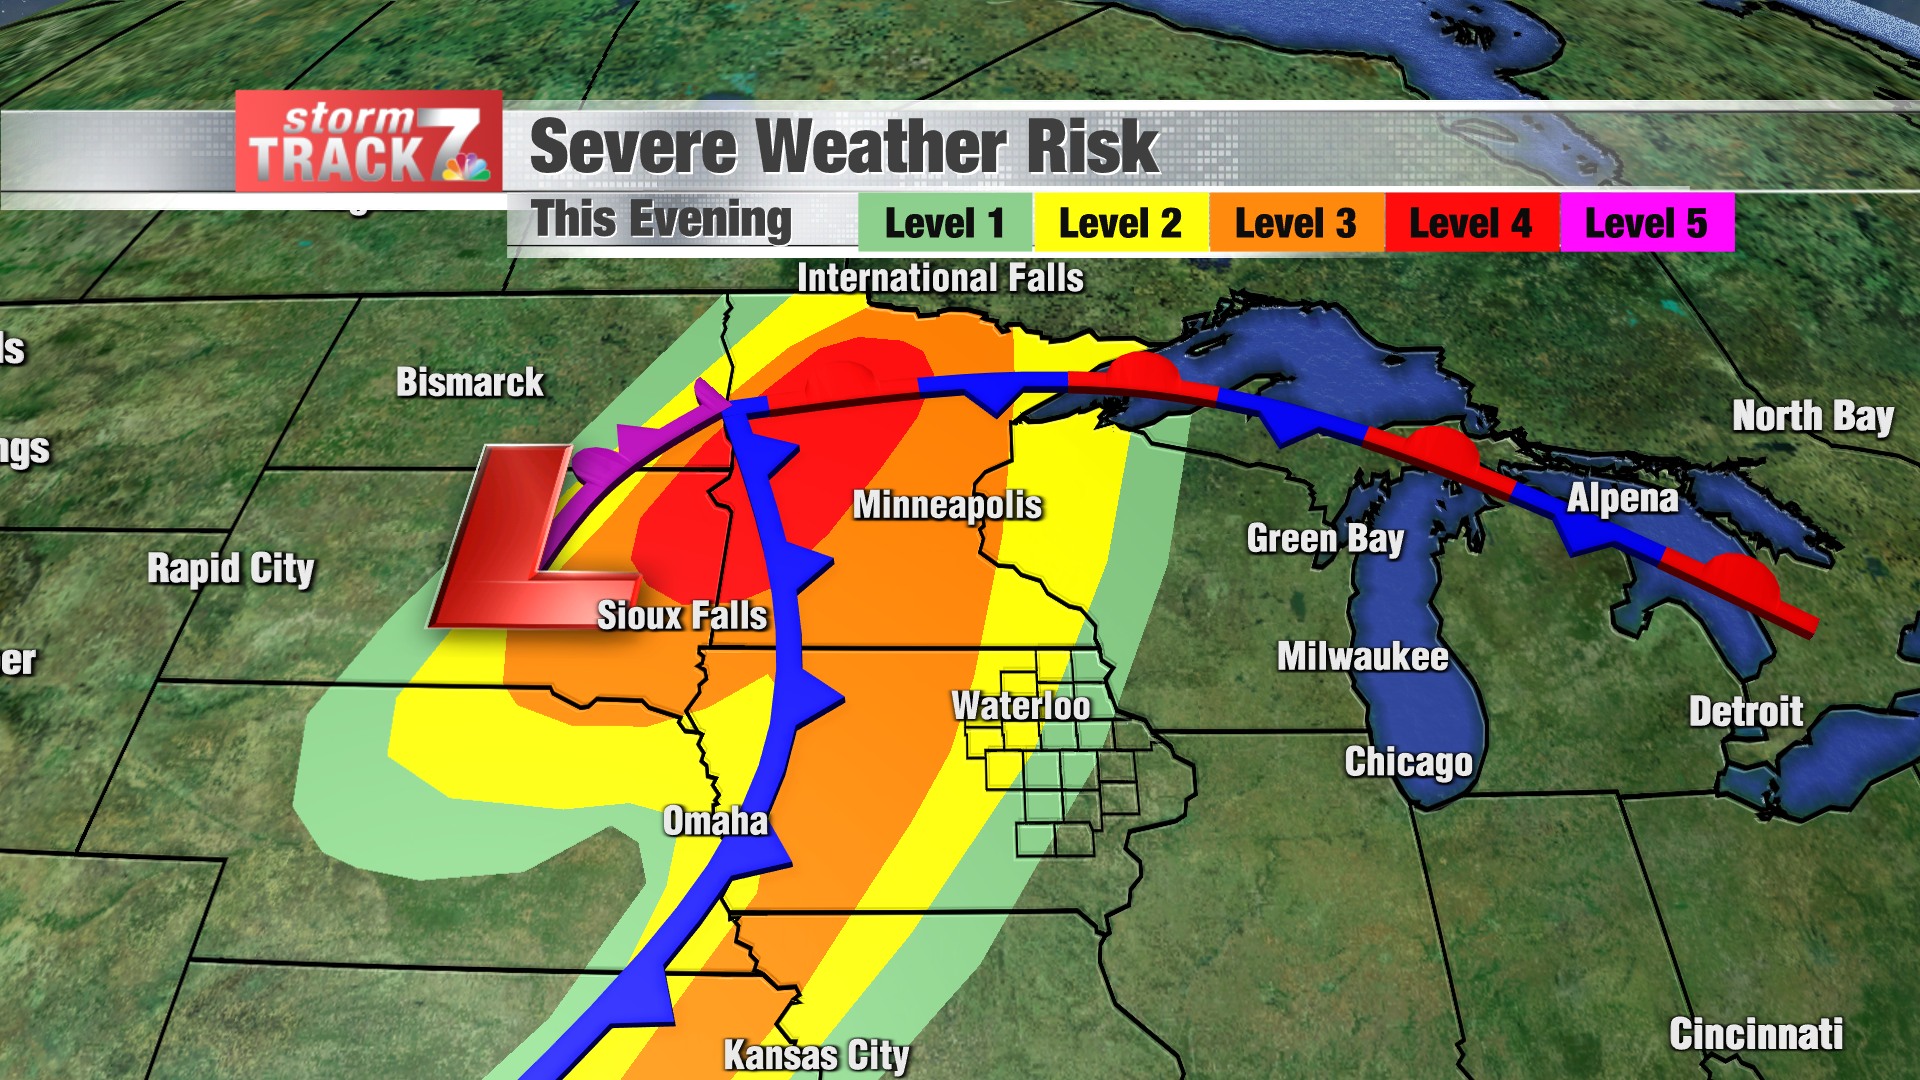 storm
TRACK 7
Severe Weather Risk
This Evening
Level 1
Level 2
Level 3
Level 4
Level 5
International Falls
ls
Bismarck
North Bay
ngs
Minneapolis
Alpena
Green Bay
Rapid City
Sioux Falls
er
Milwaukee
Waterloo
Detroit
Chicago
Omaha
Cincinnati
Kansas City